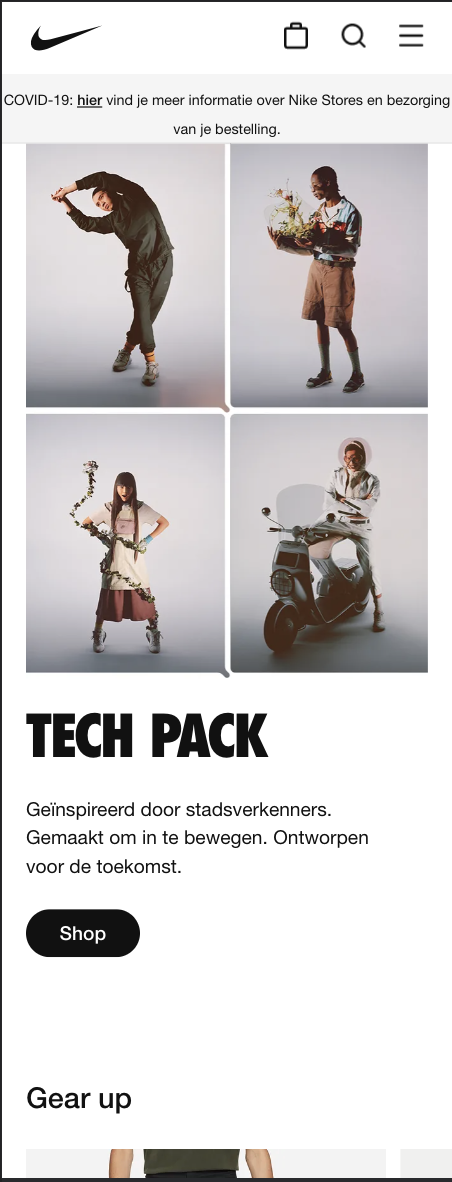 COVID-19: hier vind je meer informatie over Nike Stores en bezorging
van je bestelling.
TECH PACK
Geïnspireerd door stadsverkenners.
Gemaakt om in te bewegen. Ontworpen
voor de toekomst.
Shop
Gear up